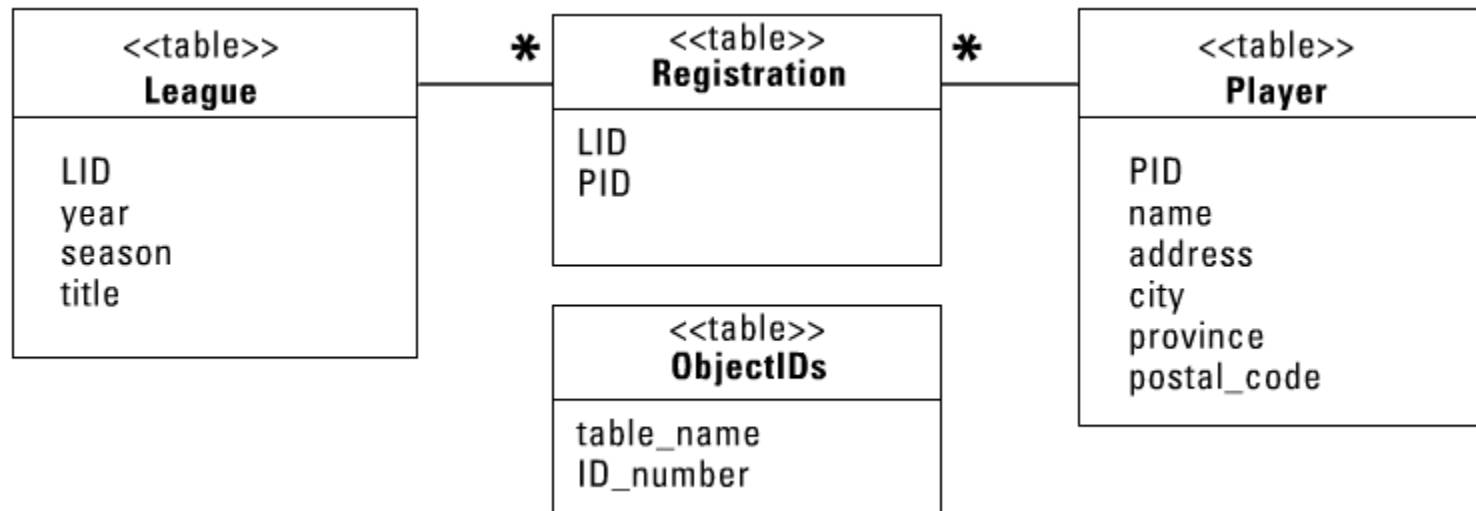 <<table>>
League
LID
year
season
title
*
<<table>>
Registration
LID
PID
*
<<table>>
Player
PID
name
address
city
province
postal_code
<<table>>
ObjectIDs
table_name
ID_number